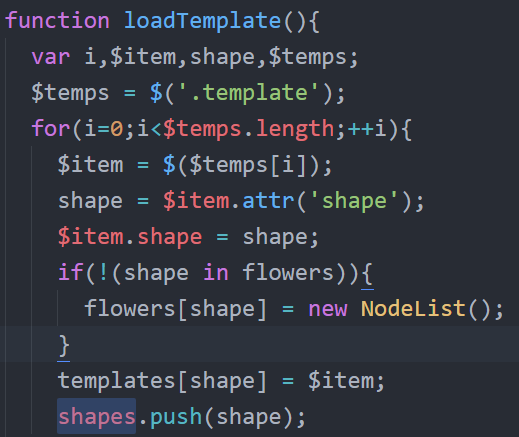 function loadTemplate(){
var i,$item,shape,$temps;
$temps = $('.template');
for(i=0;i<$temps.length;++i){
$item = $($temps[i]);
shape = $item.attr('shape');
$item.shape = shape;
if(!(shape in flowers)){
flowers[shape] = new NodeList();
}
templates[shape] = $item;
shapes.push(shape);